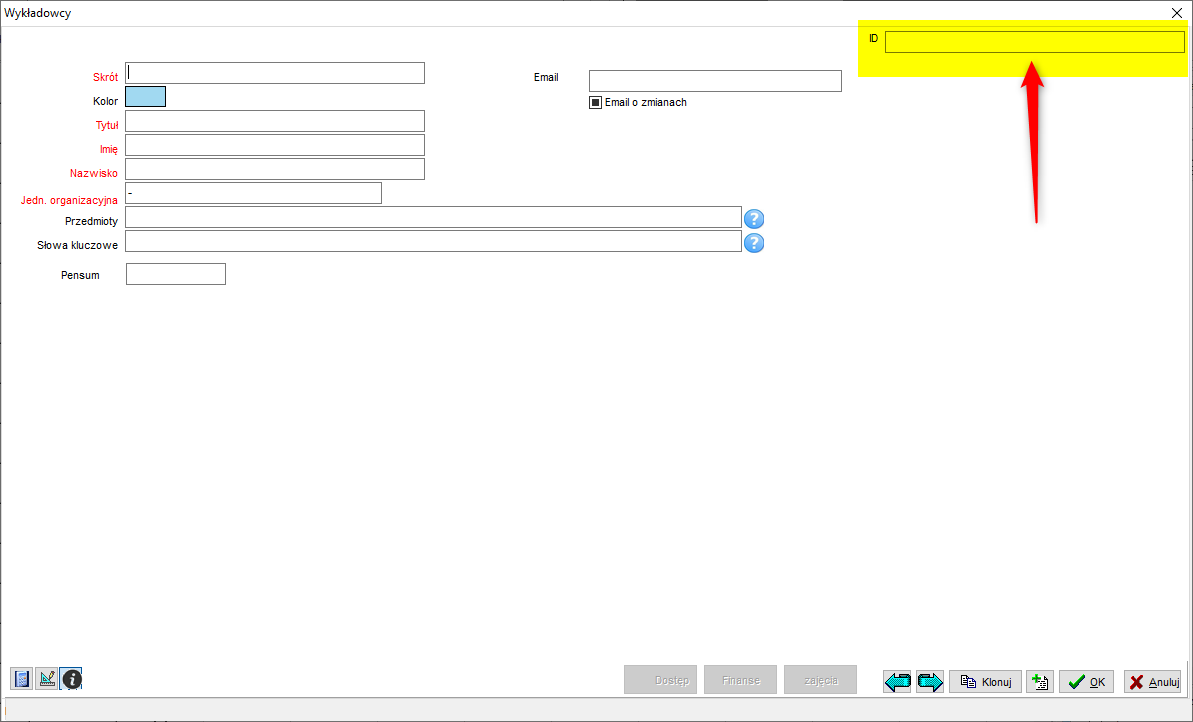 Wykładowcy
ID
Skrót
Email
Kolor
Email o zmianach
Tytuł
Imię
Nazwisko
Jedn. organizacyjna -
Przedmioty ?
Słowa kluczowe ?
Pensum
Dostęp Finanse zajęcia Klonuj OK Anuluj